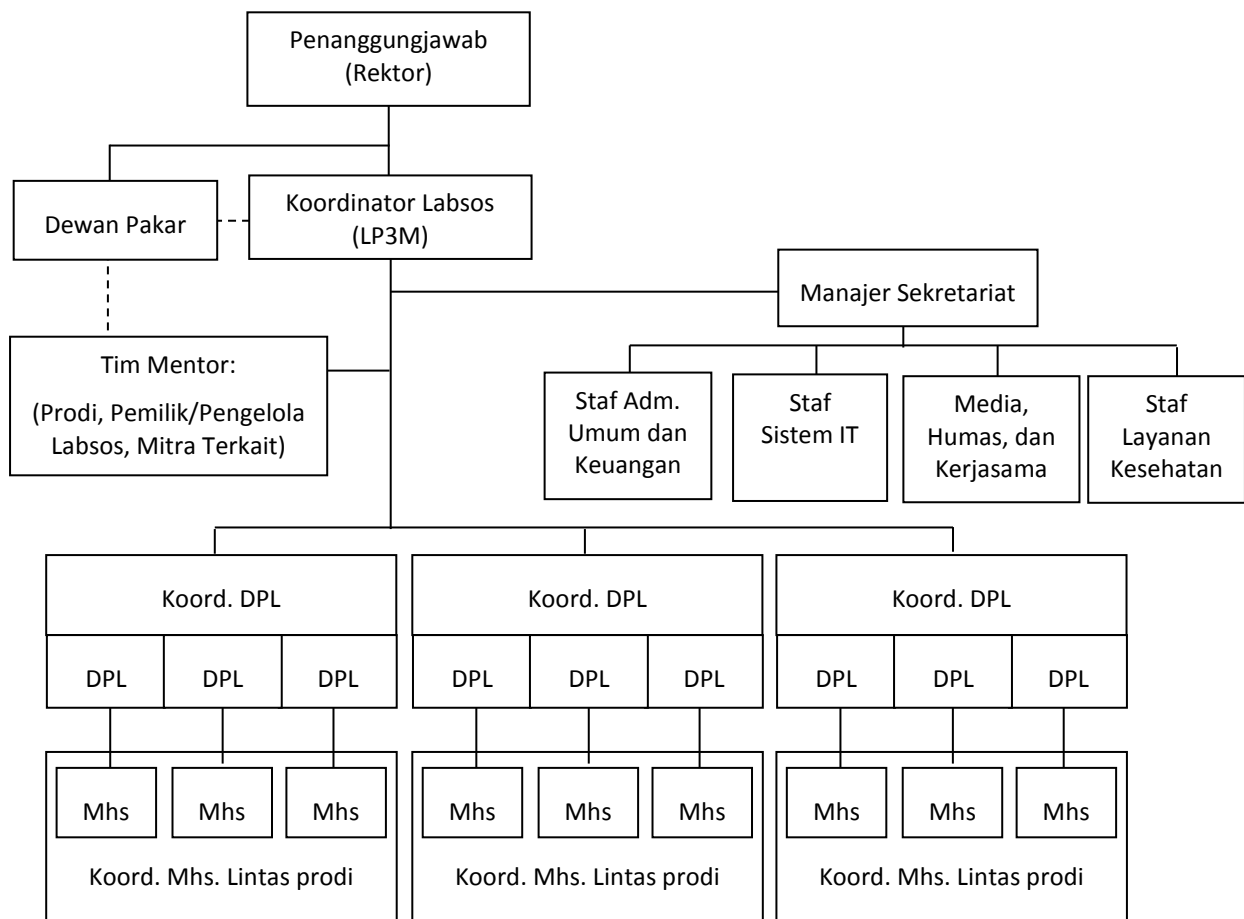 Penanggungjawab
(Rektor)
Dewan Pakar
Koordinator Labsos
(LP3M)
Manajer Sekretariat
Tim Mentor:
(Prodi, Pemilik/Pengelola
Labsos, Mitra Terkait)
Staf Adm.
Umum dan
Keuangan
Staf
Sistem IT
Media,
Humas, dan
Kerjasama
Staf
Layanan
Kesehatan
Koord. DPL
Koord. DPL
Koord. DPL
DPL
DPL
DPL
DPL
DPL
DPL
DPL
DPL
DPL
Mhs
Mhs
Mhs
Mhs
Mhs
Mhs
Mhs
Mhs
Mhs
Koord. Mhs. Lintas prodi
Koord. Mhs. Lintas prodi
Koord. Mhs. Lintas prodi